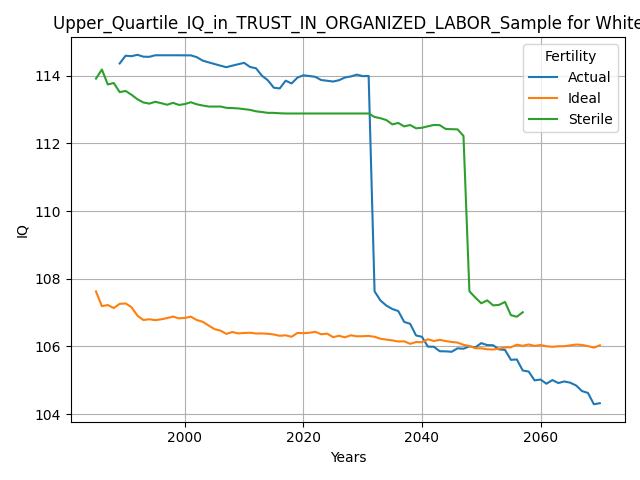 Upper_Quartile_IQ_in_TRUST_IN_ORGANIZED_LABOR_Sample for White
Fertility
Actual
Ideal
Sterile
114
112
110
108
106
104
IQ
2000
2020
2040
2060
Years